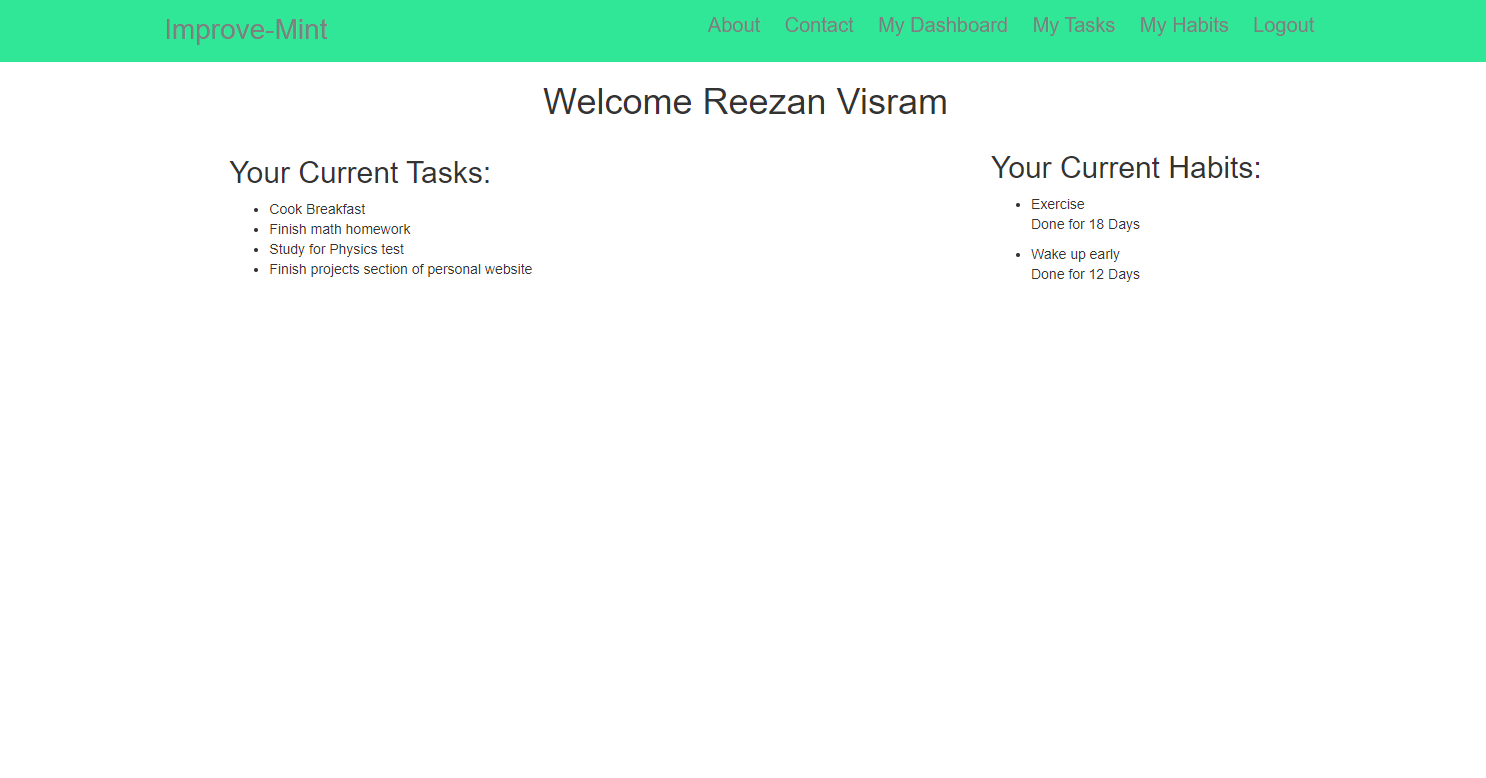 Improve-Mint
About Contact My Dashboard My Tasks My Habits Logout
Welcome Reezan Visram
Your Current Tasks:
Cook Breakfast
Finish math homework
Study for Physics test
Finish projects section of personal website
Your Current Habits:
Exercise
Done for 18 Days
Wake up early
Done for 12 Days